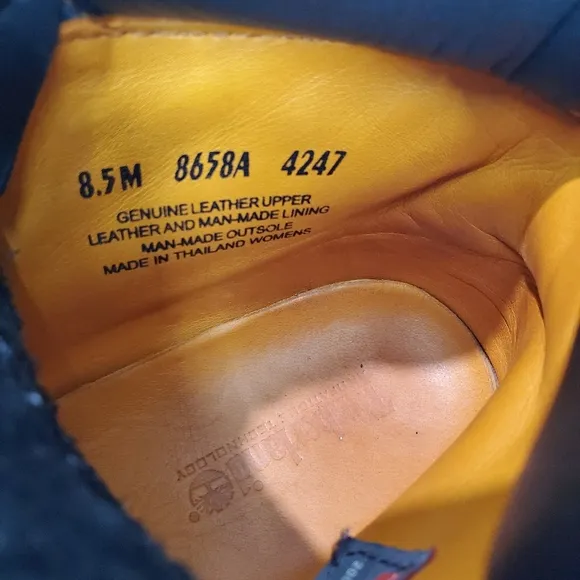 8.5M 8658A 4247
GENUINE LEATHER UPPER
LEATHER AND MAN-MADE LINING
MAN-MADE OUTSOLE
MADE IN THAILAND WOMENS
TECHNOLOGY